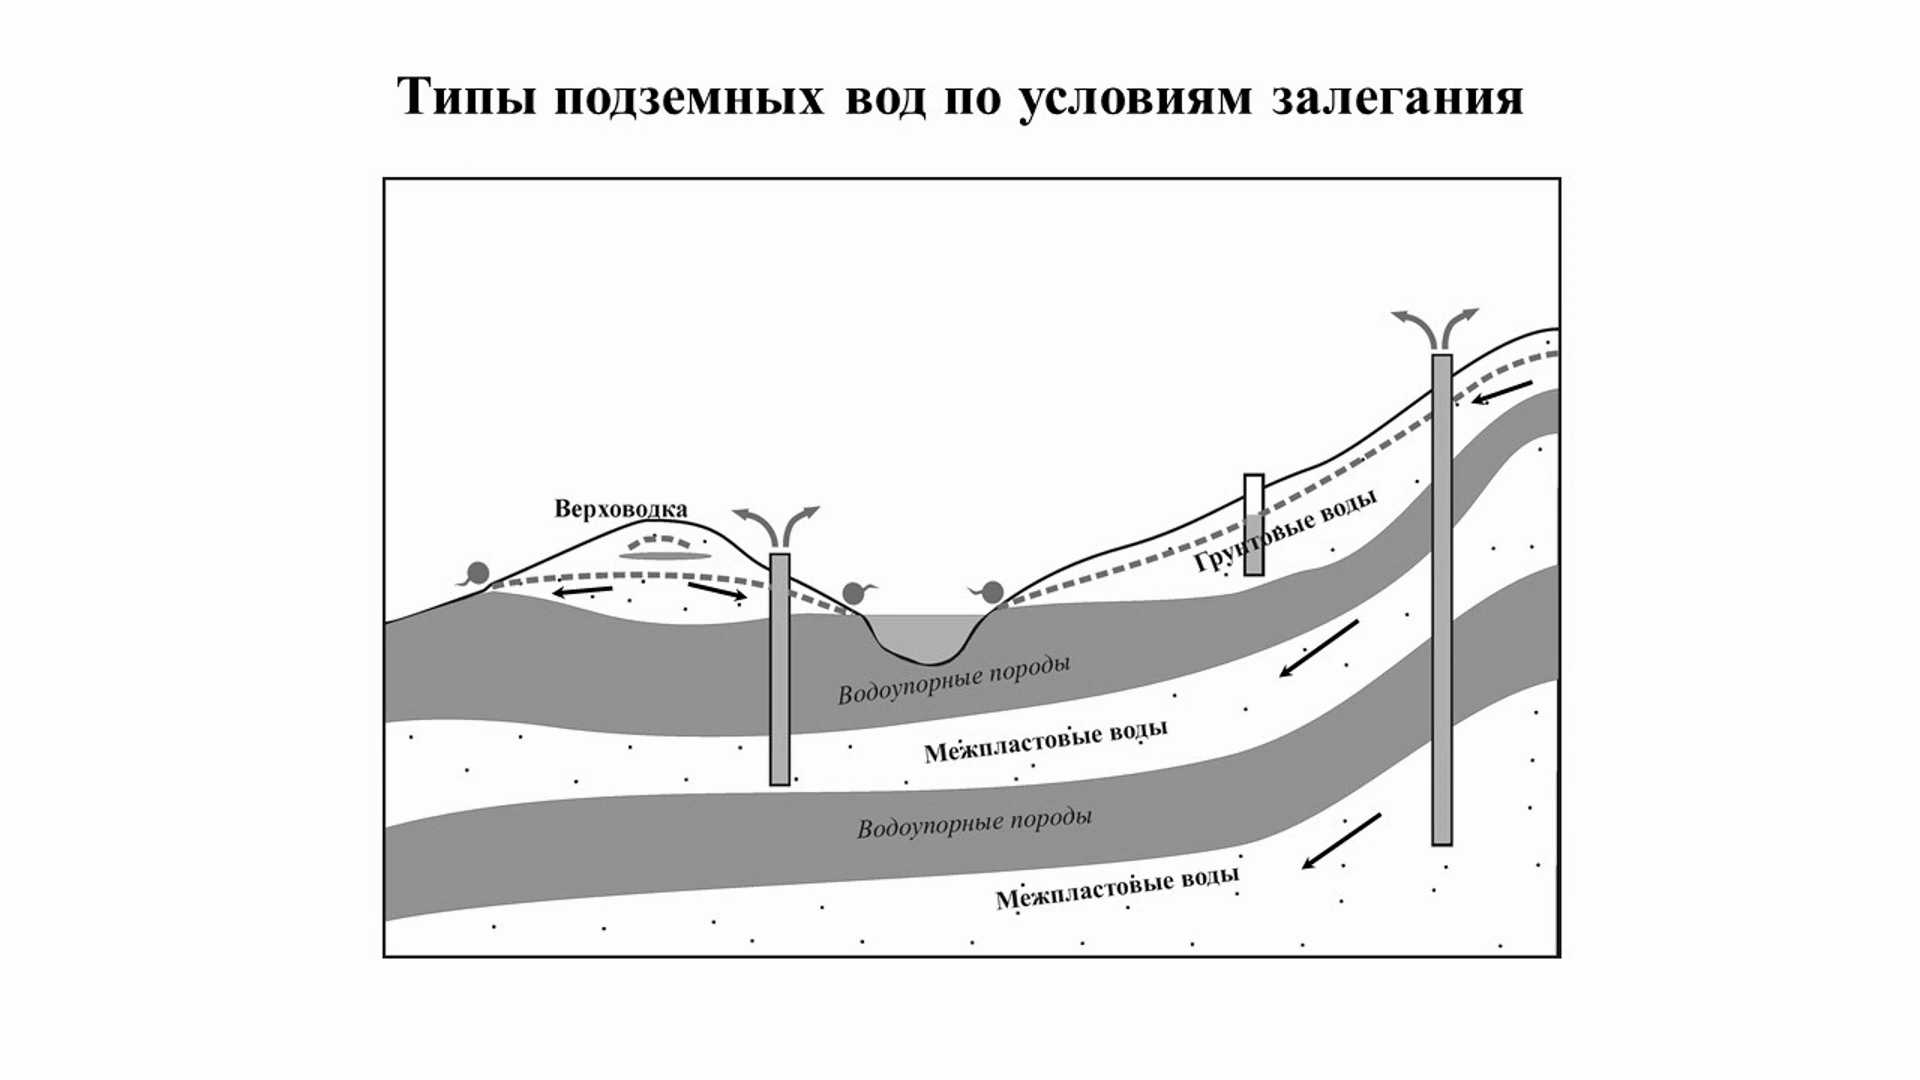 Типы подземных вод по условиям залегания
Верховодка
Грунтовые воды
Водоупорные породы
Межпластовые воды
Водоупорные породы
Межпластовые воды